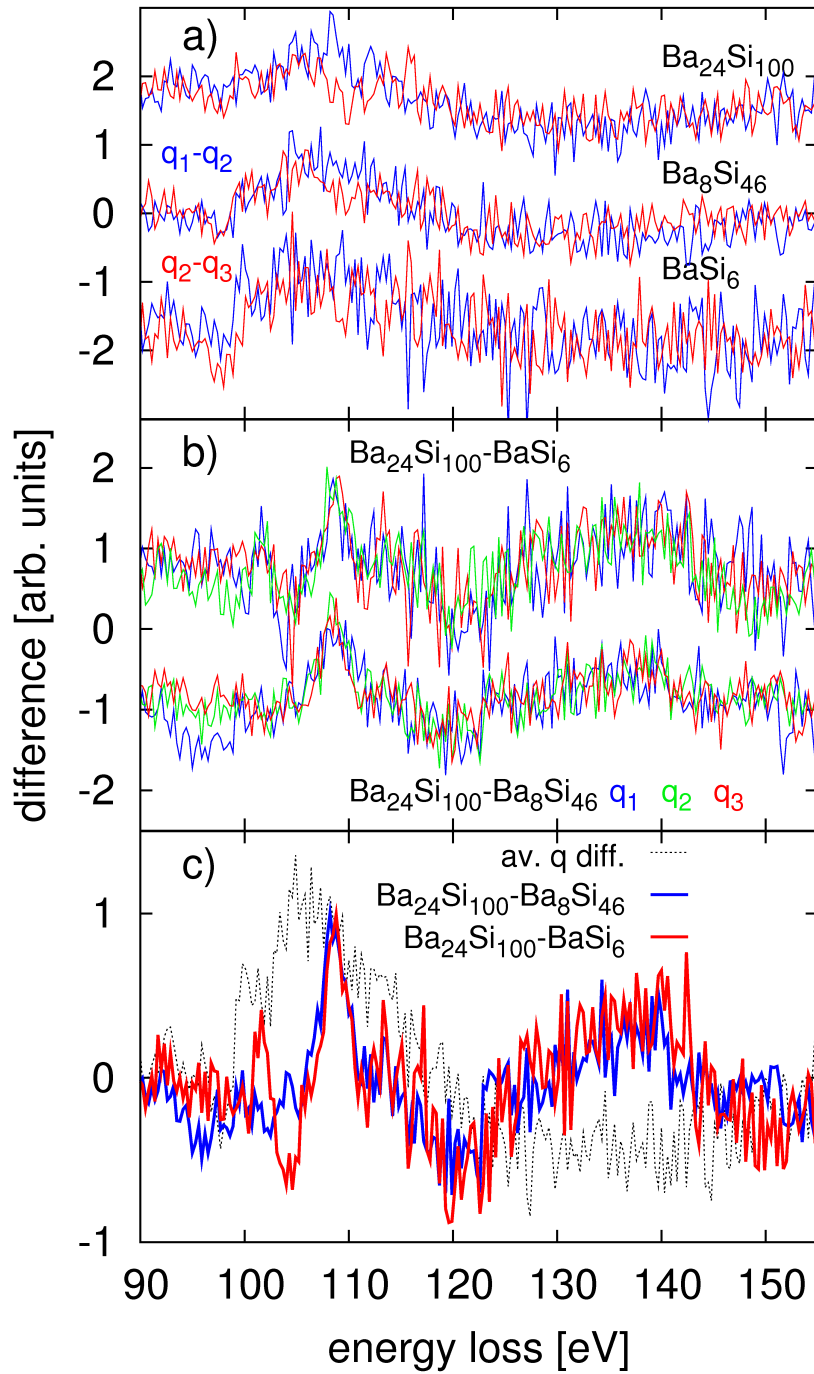 a)
Ba24Si100
2
1
q1-q2
Ba8Si46
0
q2-q3
BaSi6
-1
-2
b)
Ba24Si100-BaSi6
2
1
0
-1
-2
Ba24Si100-Ba8Si46 q1 q2 q3
c)
av. q diff.
Ba24Si100-Ba8Si46
Ba24Si100-BaSi6
1
0
-1
90 100 110 120 130 140 150
energy loss [eV]
difference [arb. units]